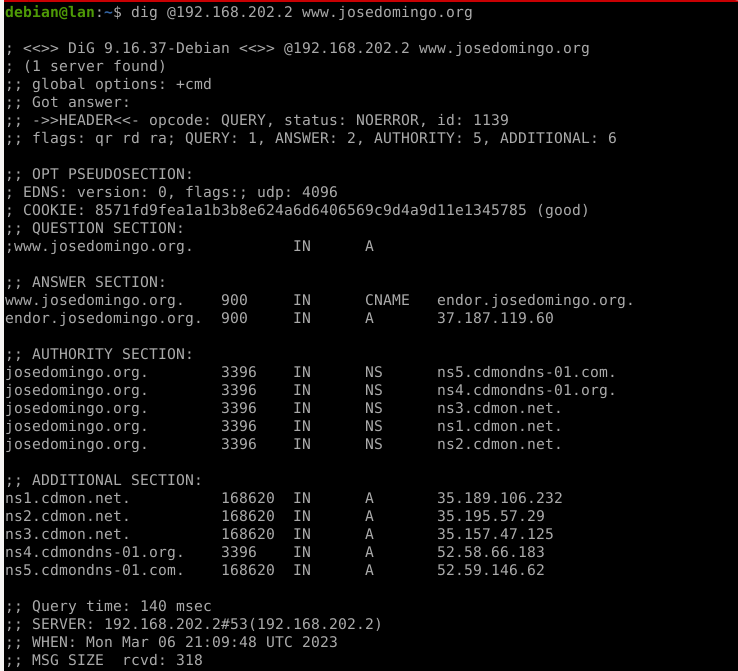 debian@lan:~$ dig @192.168.202.2 www.josedomingo.org

; <<>> DiG 9.16.37-Debian <<>> @192.168.202.2 www.josedomingo.org
; (1 server found)
;; global options: +cmd
;; Got answer:
;; ->>HEADER<<- opcode: QUERY, status: NOERROR, id: 1139
;; flags: qr rd ra; QUERY: 1, ANSWER: 2, AUTHORITY: 5, ADDITIONAL: 6

;; OPT PSEUDOSECTION:
; EDNS: version: 0, flags:; udp: 4096
; COOKIE: 8571fd9fea1a1b3b8e624a6d6406569c9d4a9d11e1345785 (good)
;; QUESTION SECTION:
;www.josedomingo.org.		IN	A

;; ANSWER SECTION:
www.josedomingo.org.	900	IN	CNAME	endor.josedomingo.org.
endor.josedomingo.org.	900	IN	A	37.187.119.60

;; AUTHORITY SECTION:
josedomingo.org.	3396	IN	NS	ns5.cdmondns-01.com.
josedomingo.org.	3396	IN	NS	ns4.cdmondns-01.org.
josedomingo.org.	3396	IN	NS	ns3.cdmon.net.
josedomingo.org.	3396	IN	NS	ns1.cdmon.net.
josedomingo.org.	3396	IN	NS	ns2.cdmon.net.

;; ADDITIONAL SECTION:
ns1.cdmon.net.	168620	IN	A	35.189.106.232
ns2.cdmon.net.	168620	IN	A	35.195.57.29
ns3.cdmon.net.	168620	IN	A	35.157.47.125
ns4.cdmondns-01.org.	3396	IN	A	52.58.66.183
ns5.cdmondns-01.com.	168620	IN	A	52.59.146.62

;; Query time: 140 msec
;; SERVER: 192.168.202.2#53(192.168.202.2)
;; WHEN: Mon Mar 06 21:09:48 UTC 2023
;; MSG SIZE  rcvd: 318